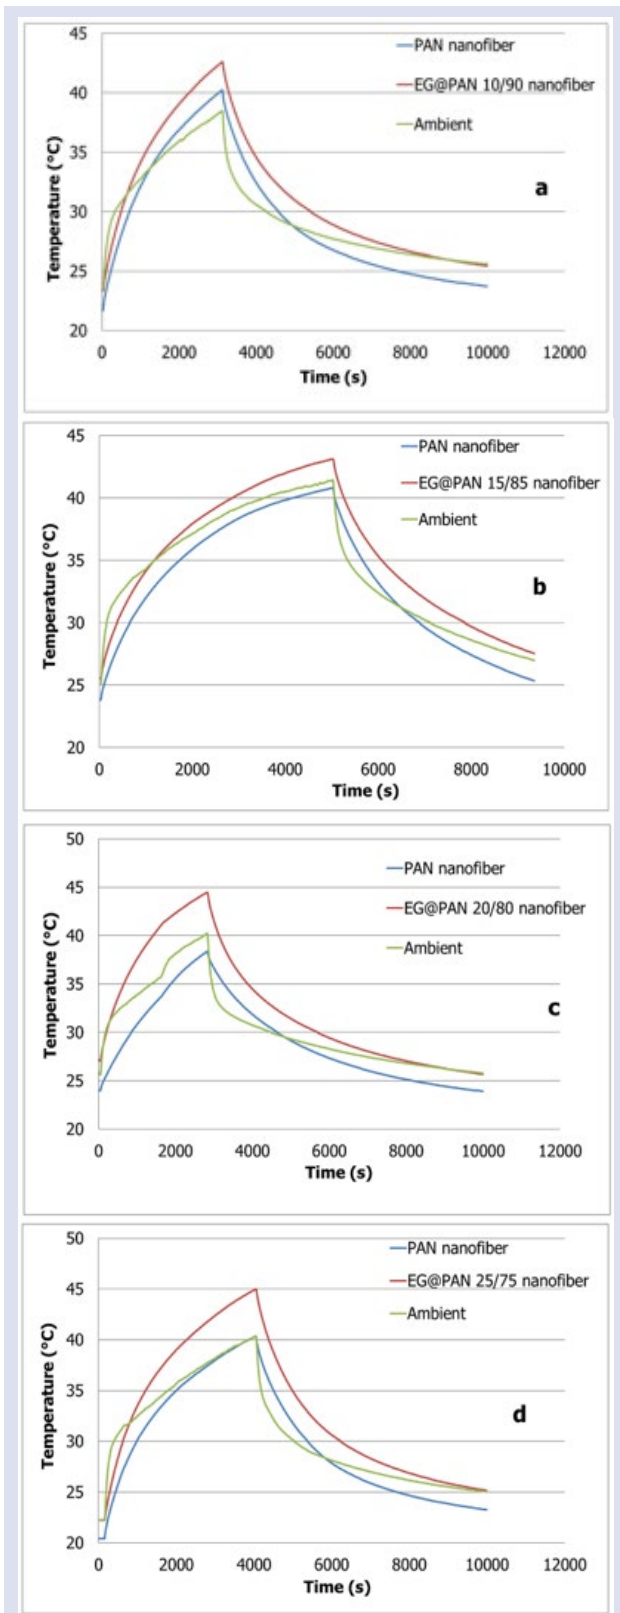 45
40
35
30
25
20
Temperature (°C)
PAN nanofiber
EG@PAN 10/90 nanofiber
Ambient
a
0 2000 4000 6000 8000 10000 12000
Time (s)
45
40
35
30
25
20
Temperature (°C)
PAN nanofiber
EG@PAN 15/85 nanofiber
Ambient
b
0 2000 4000 6000 8000 10000
Time (s)
50
45
40
35
30
25
20
Temperature (°C)
PAN nanofiber
EG@PAN 20/80 nanofiber
Ambient
c
0 2000 4000 6000 8000 10000 12000
Time (s)
50
45
40
35
30
25
20
Temperature (°C)
PAN nanofiber
EG@PAN 25/75 nanofiber
Ambient
d
0 2000 4000 6000 8000 10000 12000
Time (s)